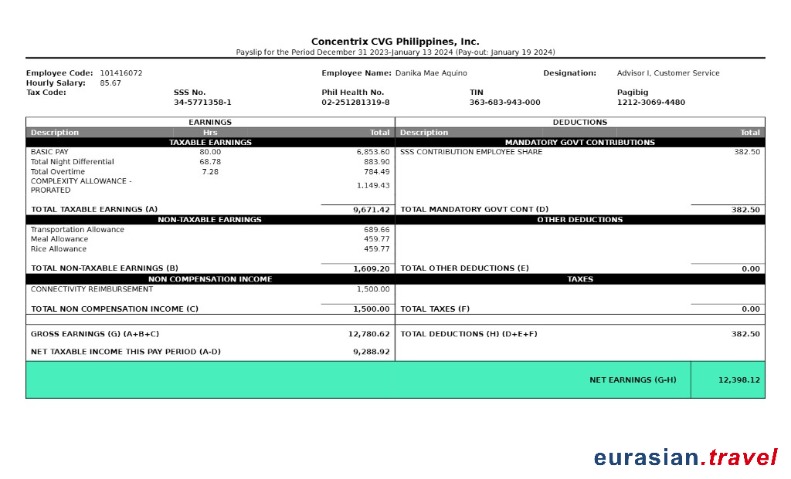 Concentrix CVG Philippines, Inc.
Payslip for the Period December 31 2023-January 13 2024 (Pay-out: January 19 2024)
Employee Code: 101416072 Employee Name: Danika Mae Aquino Designation: Advisor I, Customer Service
Hourly Salary: 85.67
Tax Code: SSS No. Phil Health No. TIN Pagibig
34-5771358-1 02-251281319-8 363-683-943-000 1212-3069-4480
EARNINGS DEDUCTIONS
Description Hrs Total Description Total
TAXABLE EARNINGS MANDATORY GOVT CONTRIBUTIONS
BASIC PAY 80.00 6,853.60 SSS CONTRIBUTION EMPLOYEE SHARE 382.50
Total Night Differential 68.78 883.90
Total Overtime 7.28 784.49
COMPLEXITY ALLOWANCE -
PRORATED 1,149.43
TOTAL TAXABLE EARNINGS (A) 9,671.42 TOTAL MANDATORY GOVT CONT (D) 382.50
NON-TAXABLE EARNINGS OTHER DEDUCTIONS
Transportation Allowance 689.66
Meal Allowance 459.77
Rice Allowance 459.77
TOTAL NON-TAXABLE EARNINGS (B) 1,609.20 TOTAL OTHER DEDUCTIONS (E) 0.00
NON COMPENSATION INCOME TAXES
CONNECTIVITY REIMBURSEMENT 1,500.00
TOTAL NON COMPENSATION INCOME (C) 1,500.00 TOTAL TAXES (F) 0.00
GROSS EARNINGS (G) (A+B+C) 12,780.62 TOTAL DEDUCTIONS (H) (D+E+F) 382.50
NET TAXABLE INCOME THIS PAY PERIOD (A-D) 9,288.92
NET EARNINGS (G-H) 12,398.12
eurasian.travel